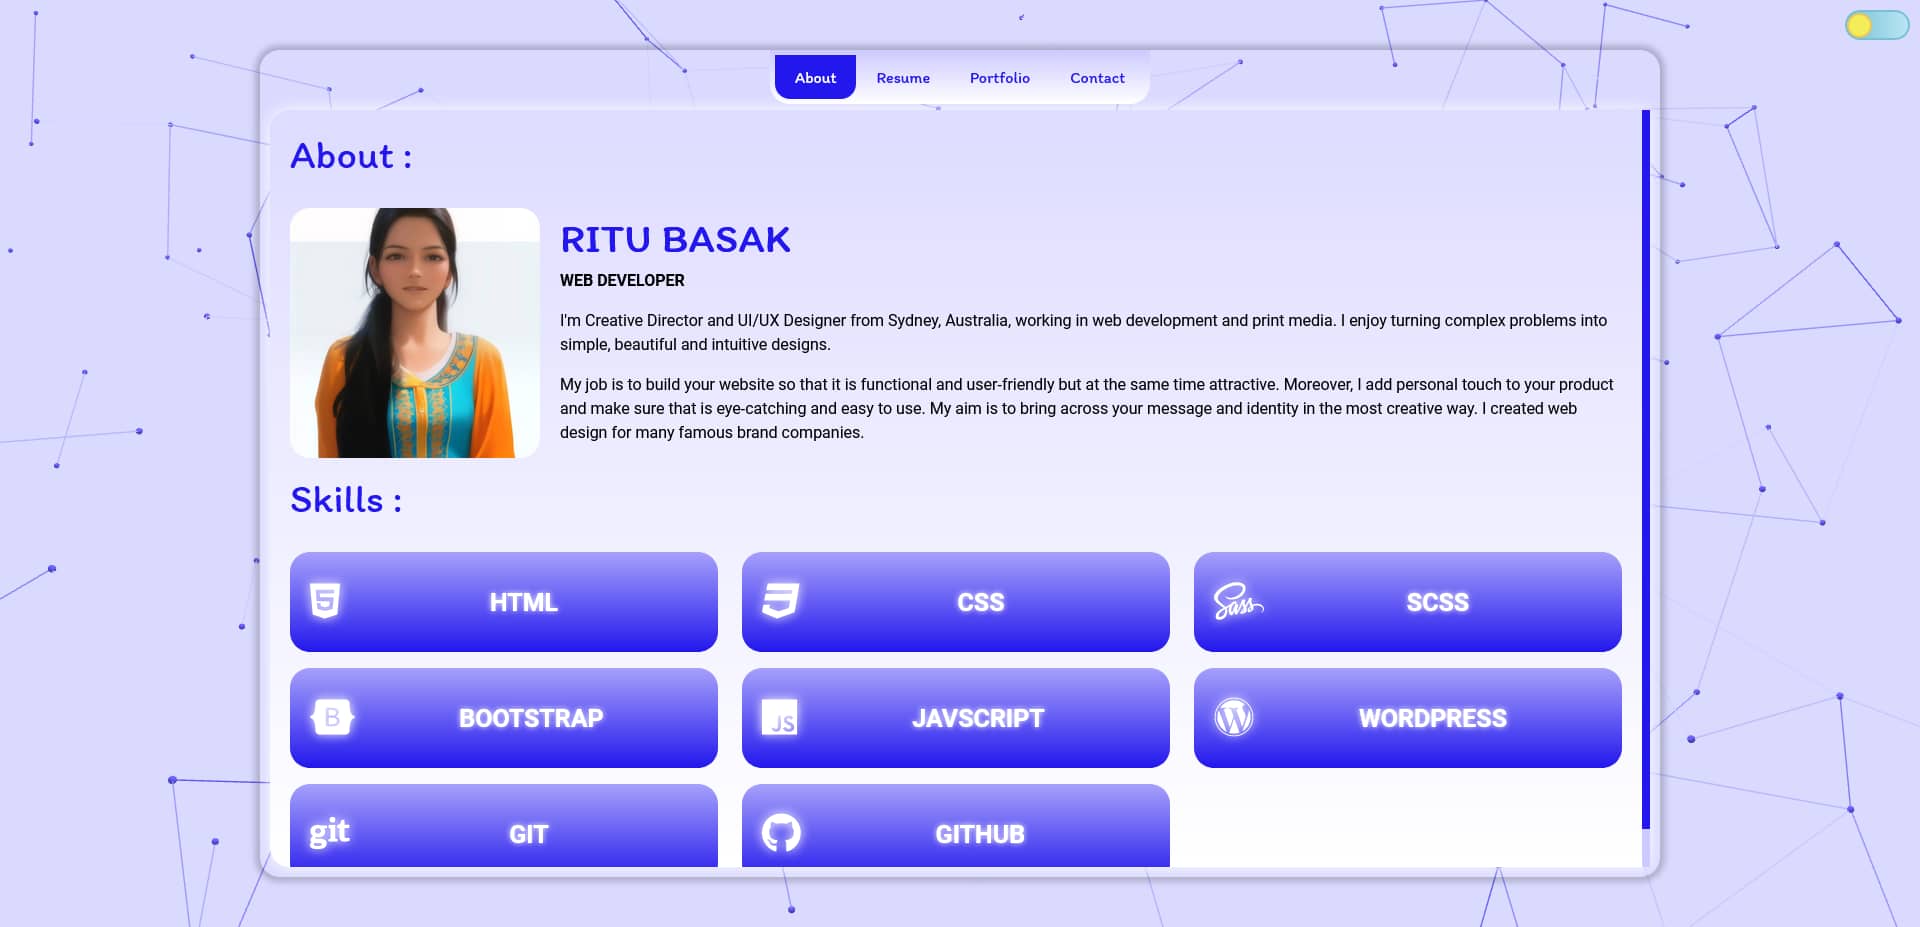 About Resume Portfolio Contact
About :
RITU BASAK
WEB DEVELOPER
I'm Creative Director and UI/UX Designer from Sydney, Australia, working in web development and print media. I enjoy turning complex problems into
simple, beautiful and intuitive designs.
My job is to build your website so that it is functional and user-friendly but at the same time attractive. Moreover, I add personal touch to your product
and make sure that is eye-catching and easy to use. My aim is to bring across your message and identity in the most creative way. I created web
design for many famous brand companies.
Skills :
5 HTML CSS Sass SCSS
B BOOTSTRAP JS JAVSCRIPT W WORDPRESS
git GIT GITHUB